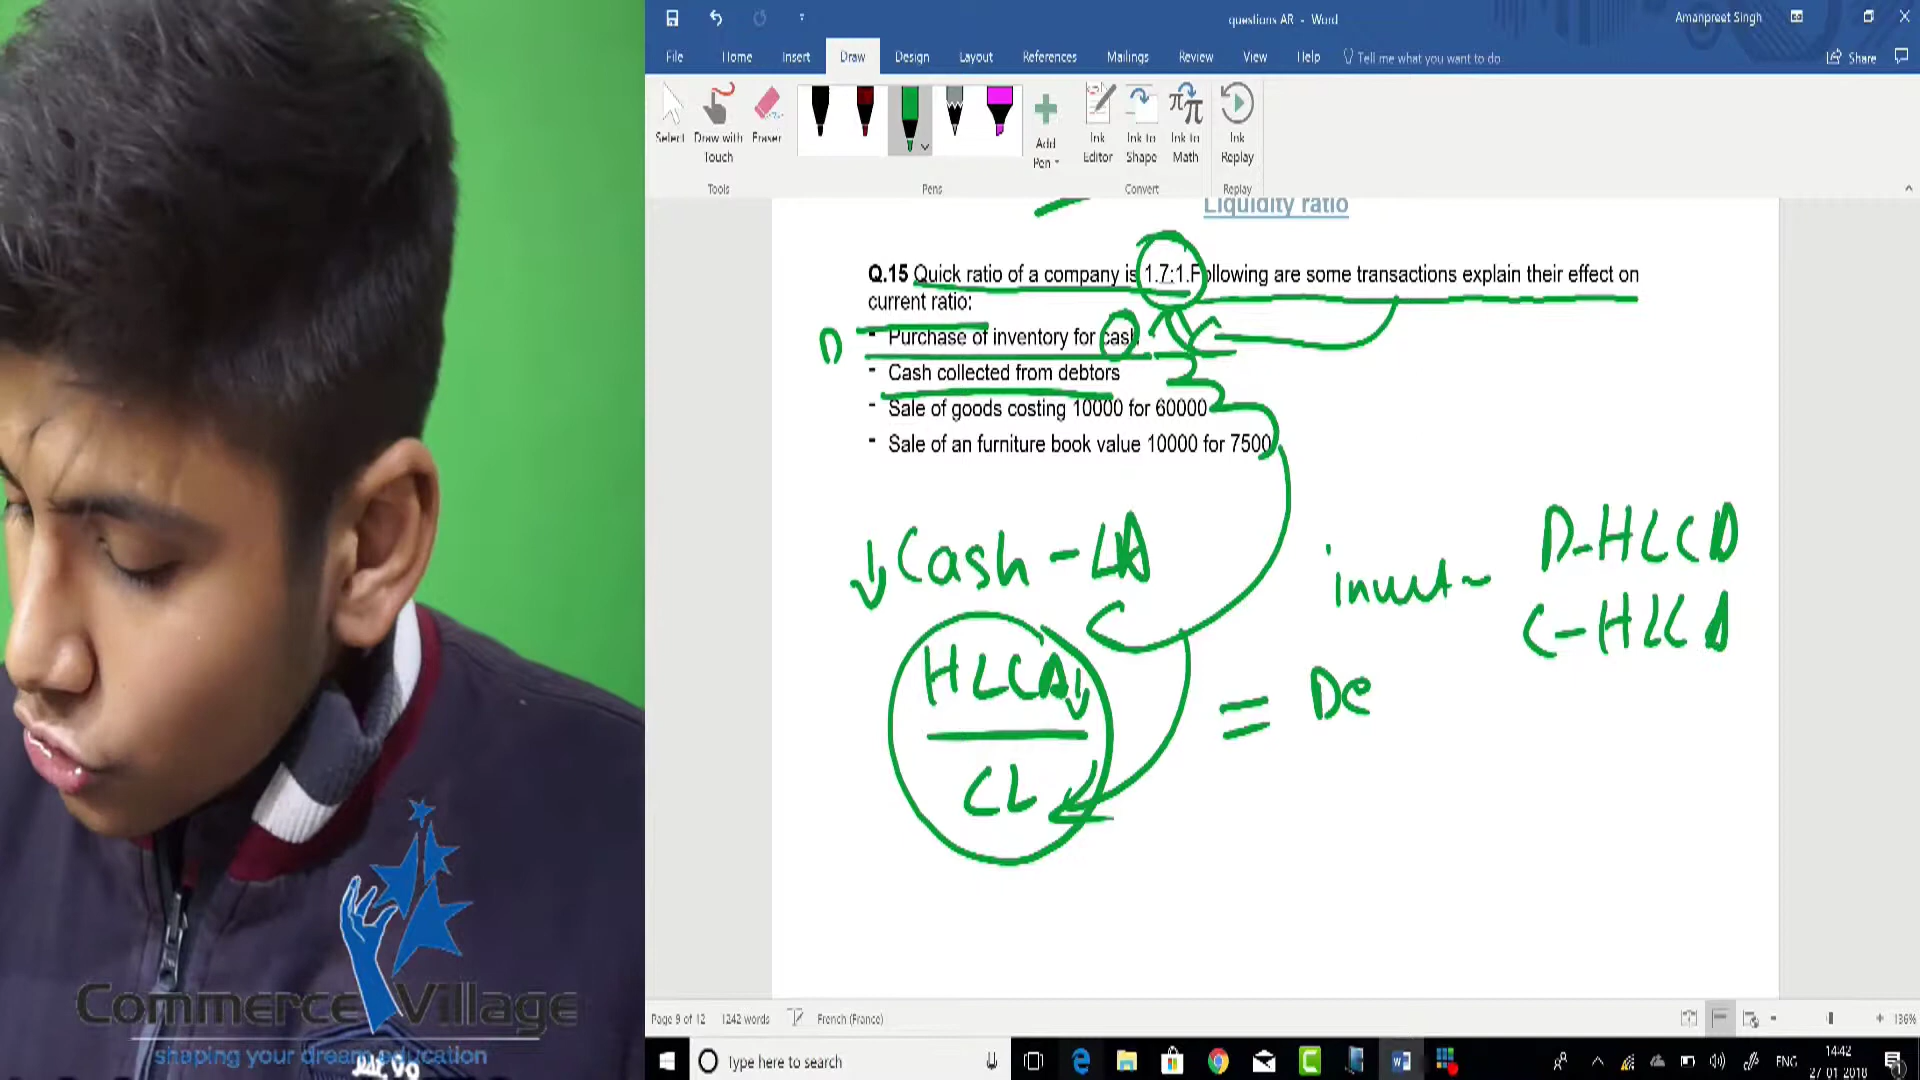 questions AR - Word
Amanpreet Singh
File Home Insert Draw Design Layout References Mailings Review View Help Tell me what you want to do
Share
Select Draw with Touch Eraser Add Pen Ink Editor Ink to Shape Ink to Math Ink Replay
Tools Pens Convert Replay
Liquidity ratio
Q.15 Quick ratio of a company is 1.7:1.Following are some transactions explain their effect on
current ratio:
D - Purchase of inventory for cash
- Cash collected from debtors
- Sale of goods costing 10000 for 60000
- Sale of an furniture book value 10000 for 7500
↓ Cash - LA
D-HLCD
C-HLCD
HLCA↓
CL
= De
Commerce Village
shaping your dream education
Page 9 of 12 1242 words French (France)
136%
Type here to search
ENG
14:42
27-01-2018